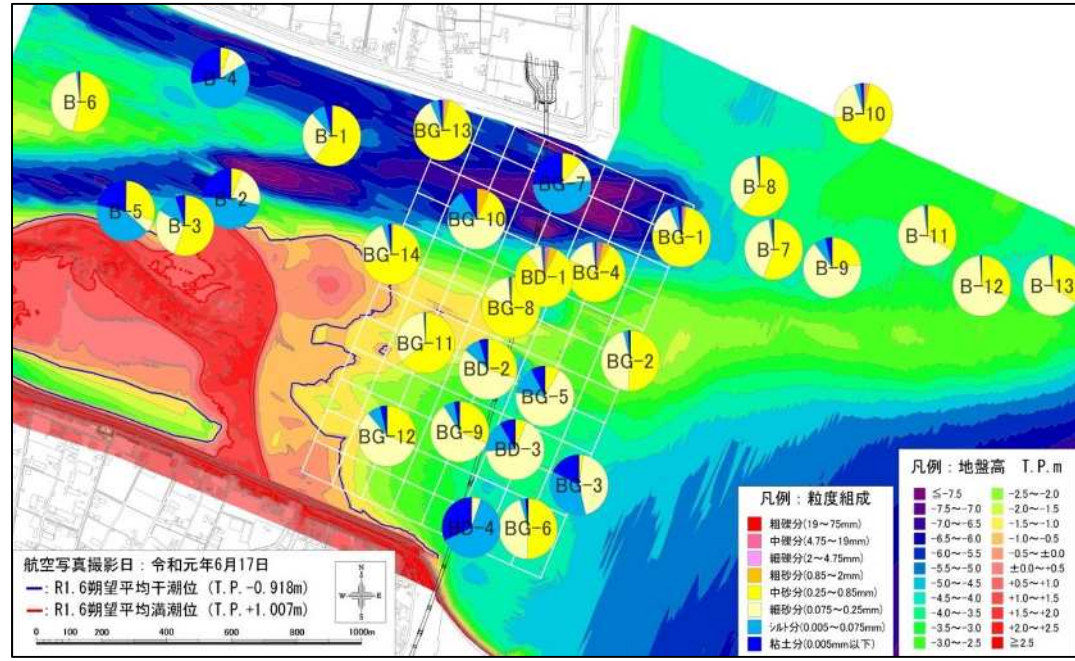 B-6
B-4
B-1
BG-13
B-10
B-5
B-3
B-2
BG-7
B-8
BG-10
BG-14
BD-1
BG-4
BG-1
B-7
B-9
B-11
B-12
B-13
BG-8
BG-11
BD-2
BG-5
BG-2
BG-12
BG-9
BD-3
BG-3
BD-4
BG-6
航空写真撮影日：令和元年6月17日
：R1.6朔望平均干潮位 (T.P.-0.918m)
：R1.6朔望平均満潮位 (T.P.+1.007m)
0 100 200 400 600 800 1000m
N
W E
S
凡例：粒度組成
粗礫分(19～75mm)
中礫分(4.75～19mm)
細礫分(2～4.75mm)
粗砂分(0.85～2mm)
中砂分(0.25～0.85mm)
細砂分(0.075～0.25mm)
シルト分(0.005～0.075mm)
粘土分(0.005mm以下)
凡例：地盤高 T.P.m
≦-7.5
-7.5～-7.0
-7.0～-6.5
-6.5～-6.0
-6.0～-5.5
-5.5～-5.0
-5.0～-4.5
-4.5～-4.0
-4.0～-3.5
-3.5～-3.0
-3.0～-2.5
-2.5～-2.0
-2.0～-1.5
-1.5～-1.0
-1.0～-0.5
-0.5～±0.0
±0.0～+0.5
+0.5～+1.0
+1.0～+1.5
+1.5～+2.0
+2.0～+2.5
≧2.5